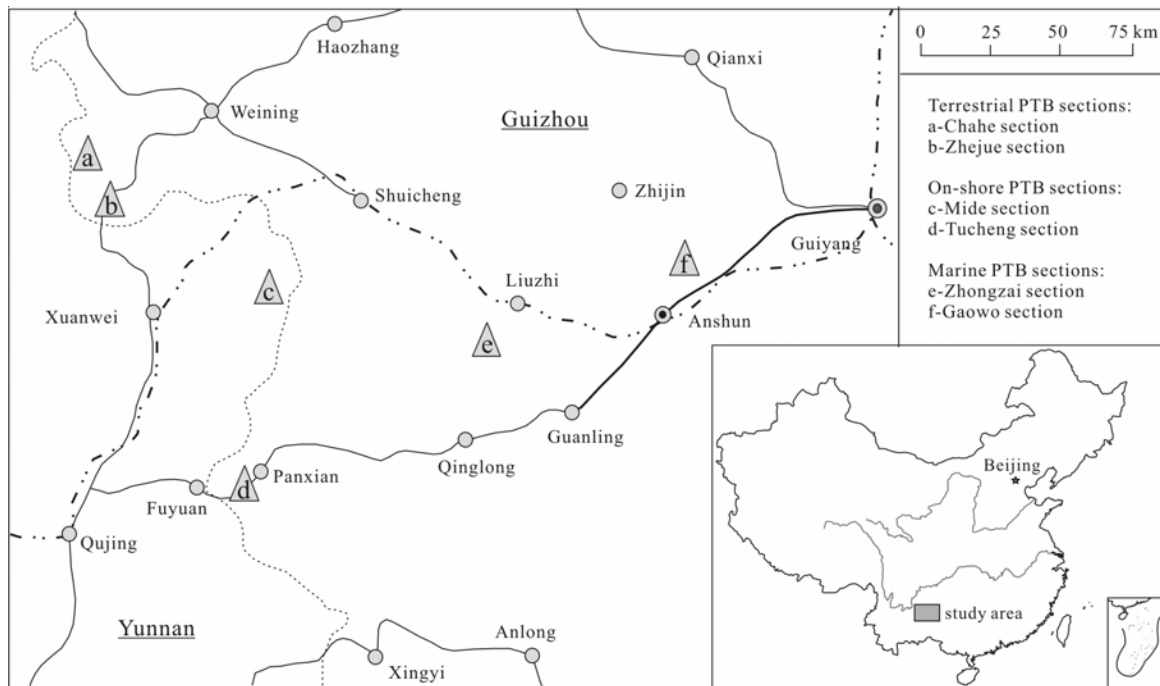 Haozhang
Qianxi
0 25 50 75 km
Weining
Guizhou
Terrestrial PTB sections:
a-Chahe section
b-Zhejue section
a
b
Shuicheng
Zhijin
On-shore PTB sections:
c-Mide section
d-Tucheng section
Guiyang
f
Marine PTB sections:
e-Zhongzai section
f-Gaowo section
c
Liuzhi
Xuanwei
Anshun
e
Guanling
Qinglong
Panxian
d
Fuyuan
Qujing
Beijing
study area
Yunnan
Anlong
Xingyi